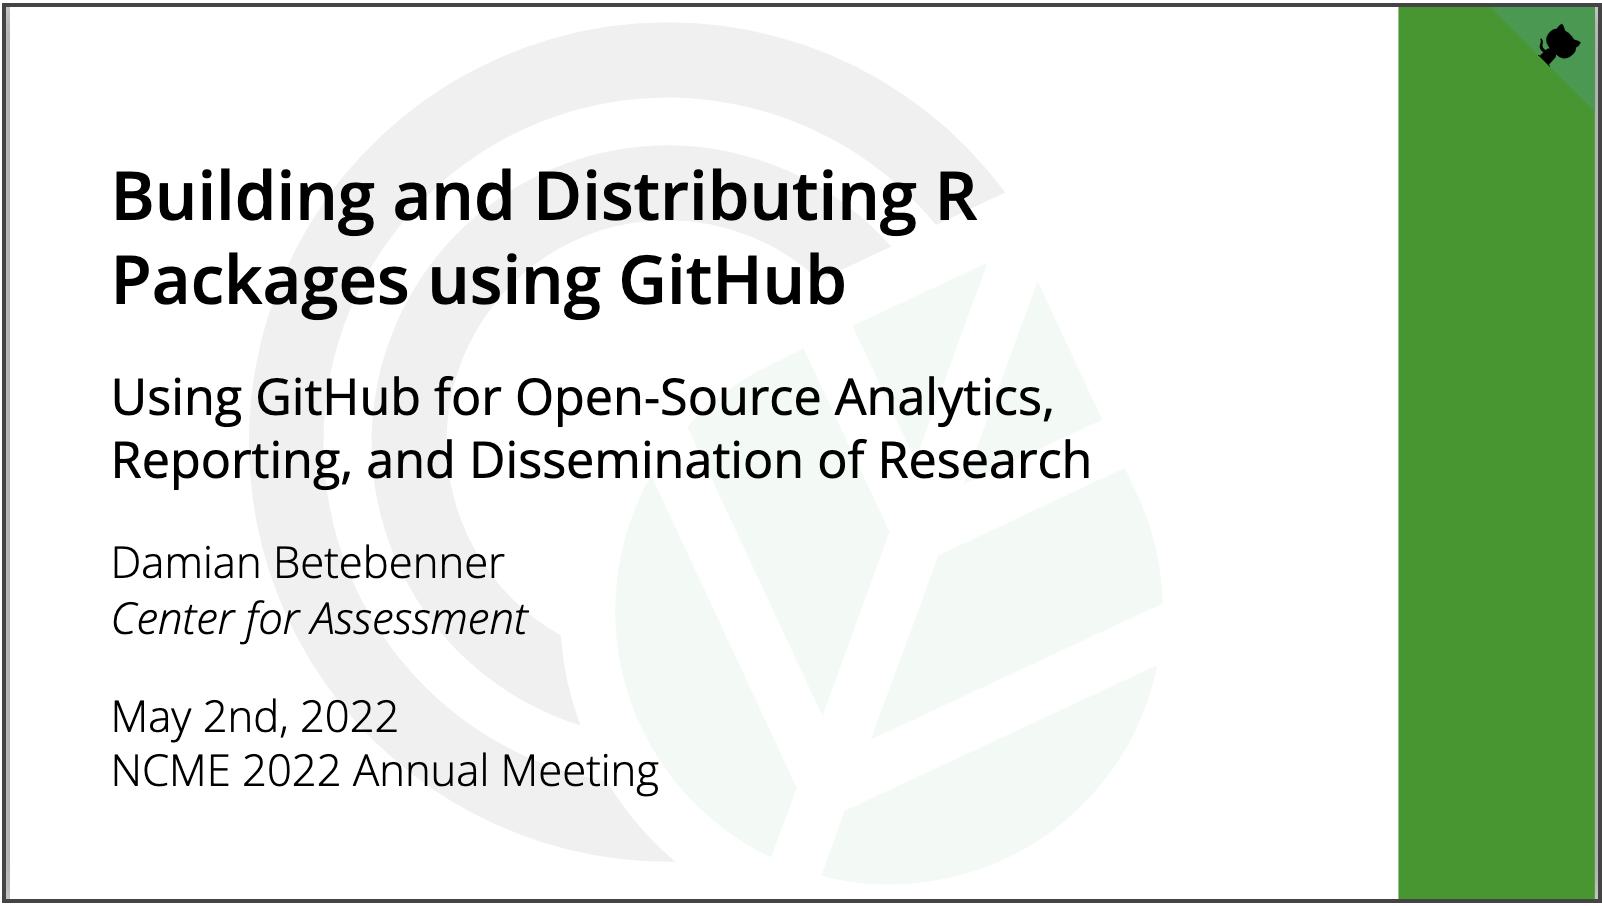 Building and Distributing R
Packages using GitHub
Using GitHub for Open-Source Analytics,
Reporting, and Dissemination of Research
Damian Betebenner
Center for Assessment
May 2nd, 2022
NCME 2022 Annual Meeting